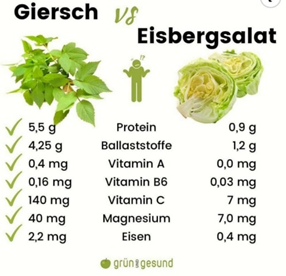 Giersch vs Eisbergsalat
5,5 g Protein 0,9 g
4,25 g Ballaststoffe 1,2 g
0,4 mg Vitamin A 0,0 mg
0,16 mg Vitamin B6 0,03 mg
140 mg Vitamin C 7 mg
40 mg Magnesium 7,0 mg
2,2 mg Eisen 0,4 mg
grün gesund